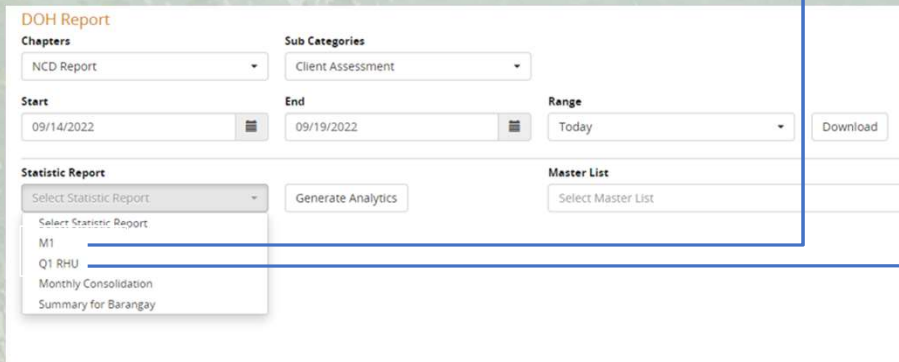 DOH Report
Chapters Sub Categories
NCD Report Client Assessment
Start End Range
09/14/2022 09/19/2022 Today Download
Statistic Report Master List
Select Statistic Report Generate Analytics Select Master List
Select Statistic Report
M1
Q1 RHU
Monthly Consolidation
Summary for Barangay